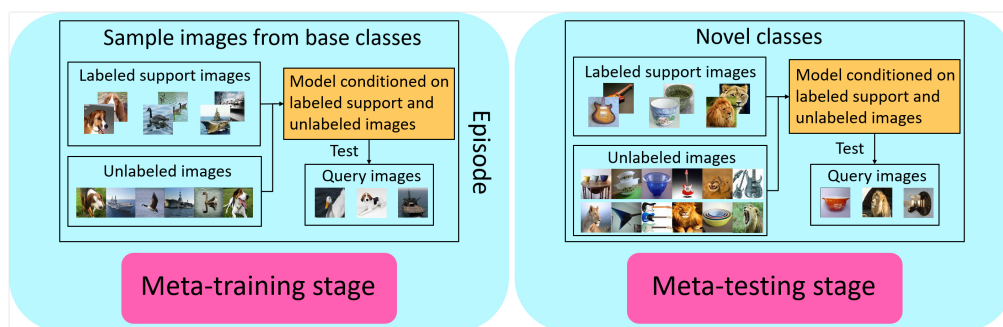 Sample images from base classes
Labeled support images
Model conditioned on
labeled support and
unlabeled images
Test
Unlabeled images
Query images
Episode
Meta-training stage
Novel classes
Labeled support images
Model conditioned on
labeled support and
unlabeled images
Test
Unlabeled images
Query images
Meta-testing stage